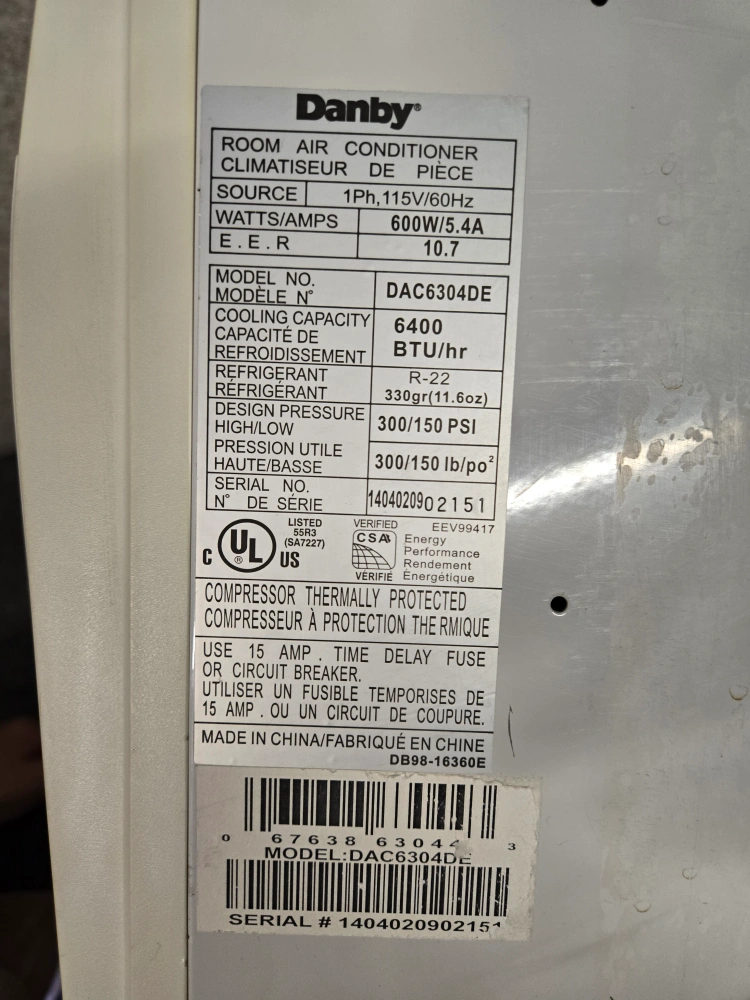 Danby®
ROOM AIR CONDITIONER
CLIMATISEUR DE PIÈCE
SOURCE 1Ph,115V/60Hz
WATTS/AMPS 600W/5.4A
E.E.R 10.7
MODEL NO.
MODÈLE N° DAC6304DE
COOLING CAPACITY
CAPACITÉ DE
REFROIDISSEMENT
6400
BTU/hr
REFRIGERANT
RÉFRIGÉRANT
R-22
330gr(11.6oz)
DESIGN PRESSURE
HIGH/LOW
300/150 PSI
PRESSION UTILE
HAUTE/BASSE
300/150 lb/po²
SERIAL NO.
N° DE SÉRIE
1404020902151
C UL® US
LISTED
55R3
(SA7227)
VERIFIED
CSA
VÉRIFIÉ
EEV99417
Energy
Performance
Rendement
Énergétique
COMPRESSOR THERMALLY PROTECTED
COMPRESSEUR À PROTECTION THERMIQUE
USE 15 AMP. TIME DELAY FUSE
OR CIRCUIT BREAKER.
UTILISER UN FUSIBLE TEMPORISES DE
15 AMP. OU UN CIRCUIT DE COUPURE.
MADE IN CHINA/FABRIQUÉ EN CHINE
DB98-16360E
0 67638 63044 3
MODEL:DAC6304DE
SERIAL # 1404020902151